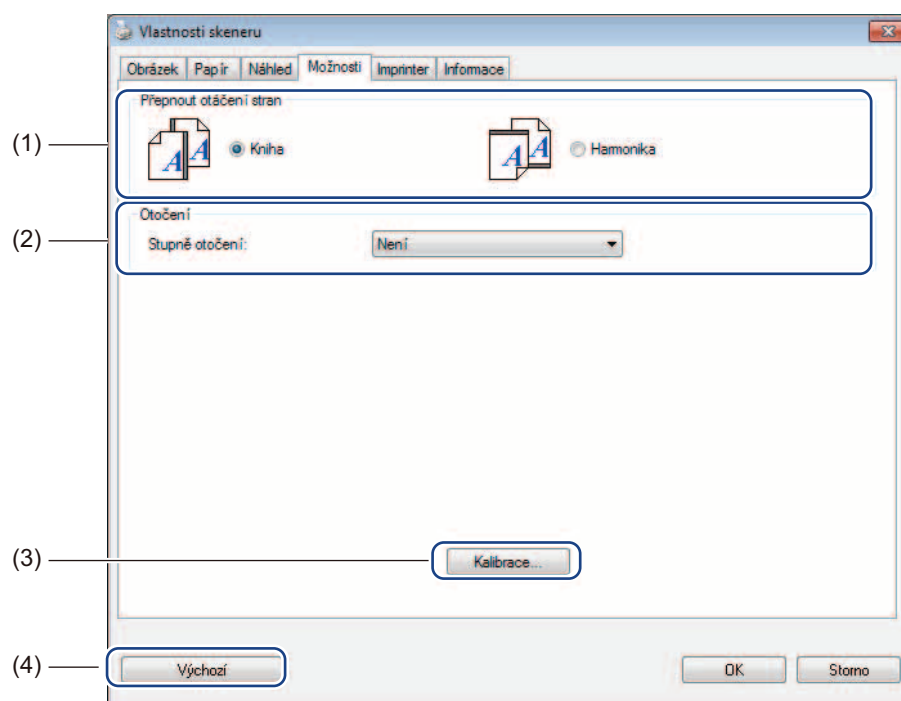 Vlastnosti skeneru
Obrázek Papír Náhled Možnosti Imprinter Informace
Přepnout otáčení stran
(1)
A A Kniha A A Harmonika
Otočení
(2)
Stupně otočení: Není
(3)
Kalibrace...
(4)
Výchozí OK Storno